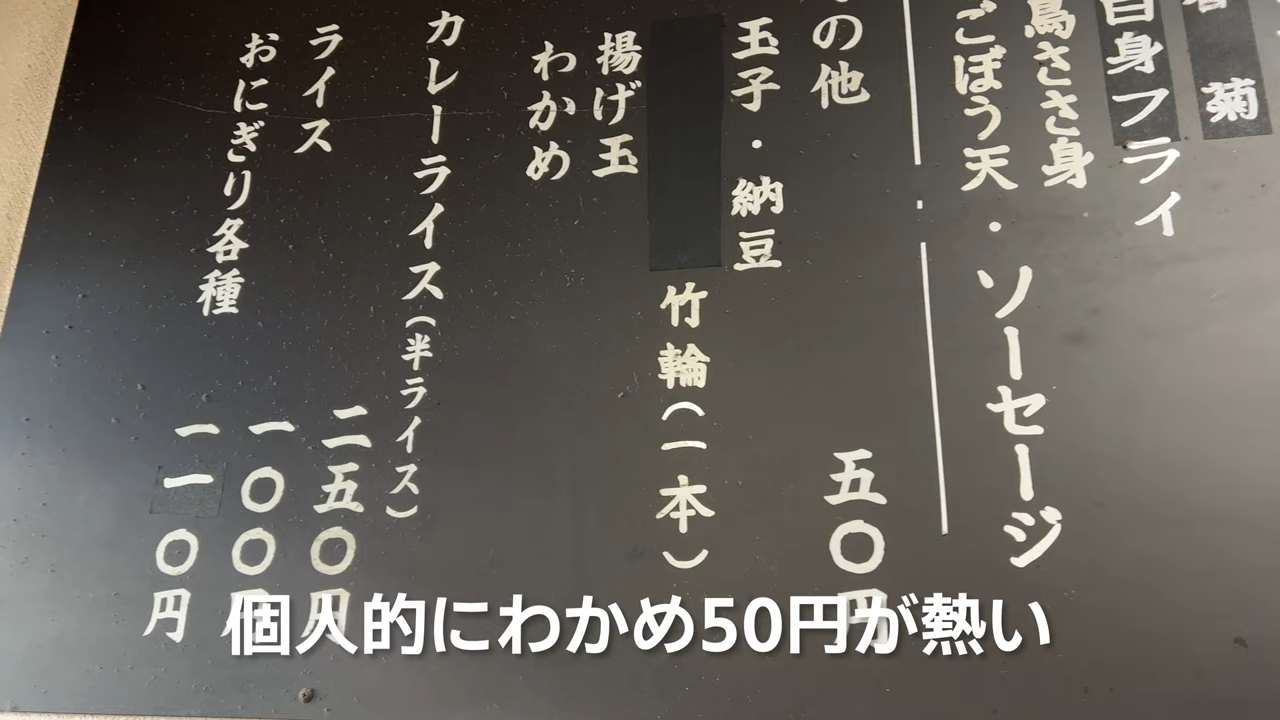 菊
白身フライ
鳥ささ身
ごぼう天・ソーセージ
の他 五〇円
玉子・納豆
竹輪(一本)
揚げ玉
わかめ
カレーライス(半ライス) 二五〇円
ライス 一〇〇円
おにぎり各種 一一〇円
個人的にわかめ50円が熱い